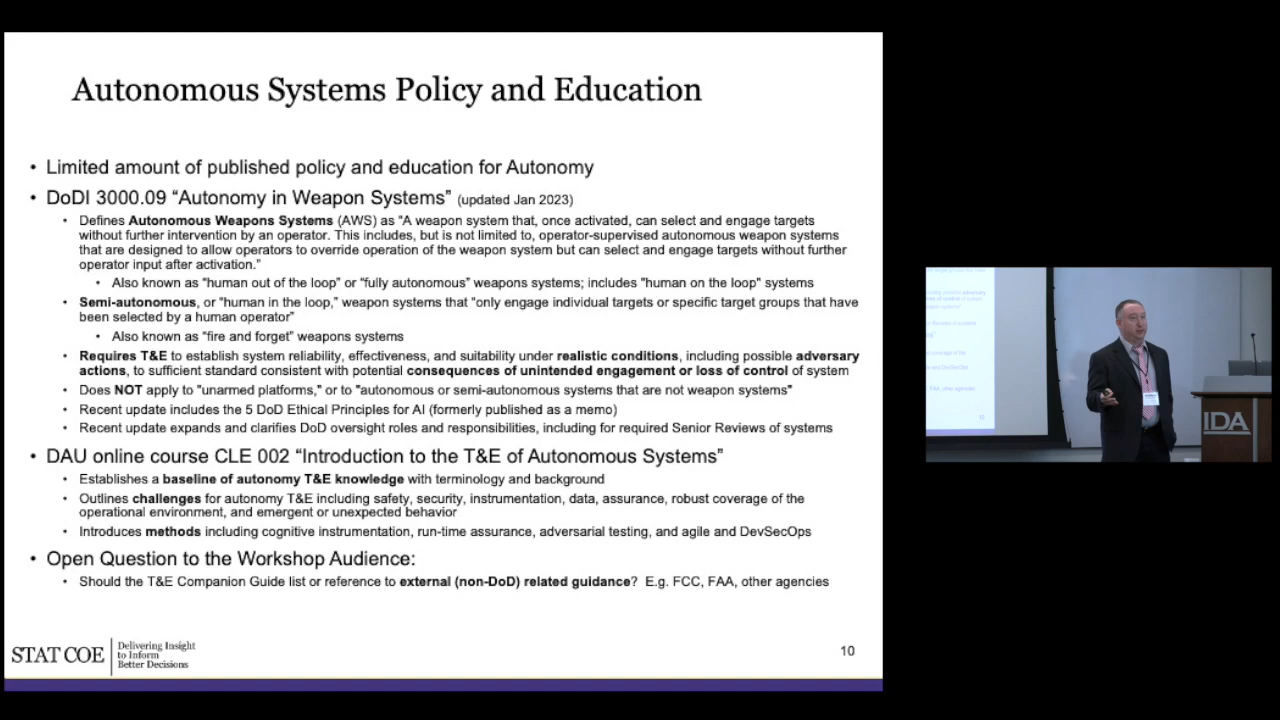 Autonomous Systems Policy and Education
• Limited amount of published policy and education for Autonomy
• DoDI 3000.09 “Autonomy in Weapon Systems” (updated Jan 2023)
• Defines Autonomous Weapons Systems (AWS) as “A weapon system that, once activated, can select and engage targets
without further intervention by an operator. This includes, but is not limited to, operator-supervised autonomous weapon systems
that are designed to allow operators to override operation of the weapon system but can select and engage targets without further
operator input after activation.”
• Also known as “human out of the loop” or “fully autonomous” weapons systems; includes "human on the loop" systems
• Semi-autonomous, or "human in the loop,” weapon systems that “only engage individual targets or specific target groups that have
been selected by a human operator”
• Also known as “fire and forget” weapons systems
• Requires T&E to establish system reliability, effectiveness, and suitability under realistic conditions, including possible adversary
actions, to sufficient standard consistent with potential consequences of unintended engagement or loss of control of system
• Does NOT apply to "unarmed platforms," or to "autonomous or semi-autonomous systems that are not weapon systems"
• Recent update includes the 5 DoD Ethical Principles for AI (formerly published as a memo)
• Recent update expands and clarifies DoD oversight roles and responsibilities, including for required Senior Reviews of systems
• DAU online course CLE 002 “Introduction to the T&E of Autonomous Systems”
• Establishes a baseline of autonomy T&E knowledge with terminology and background
• Outlines challenges for autonomy T&E including safety, security, instrumentation, data, assurance, robust coverage of the
operational environment, and emergent or unexpected behavior
• Introduces methods including cognitive instrumentation, run-time assurance, adversarial testing, and agile and DevSecOps
• Open Question to the Workshop Audience:
• Should the T&E Companion Guide list or reference to external (non-DoD) related guidance? E.g. FCC, FAA, other agencies
STAT COE
Delivering Insight
to Inform
Better Decisions
10
IDA